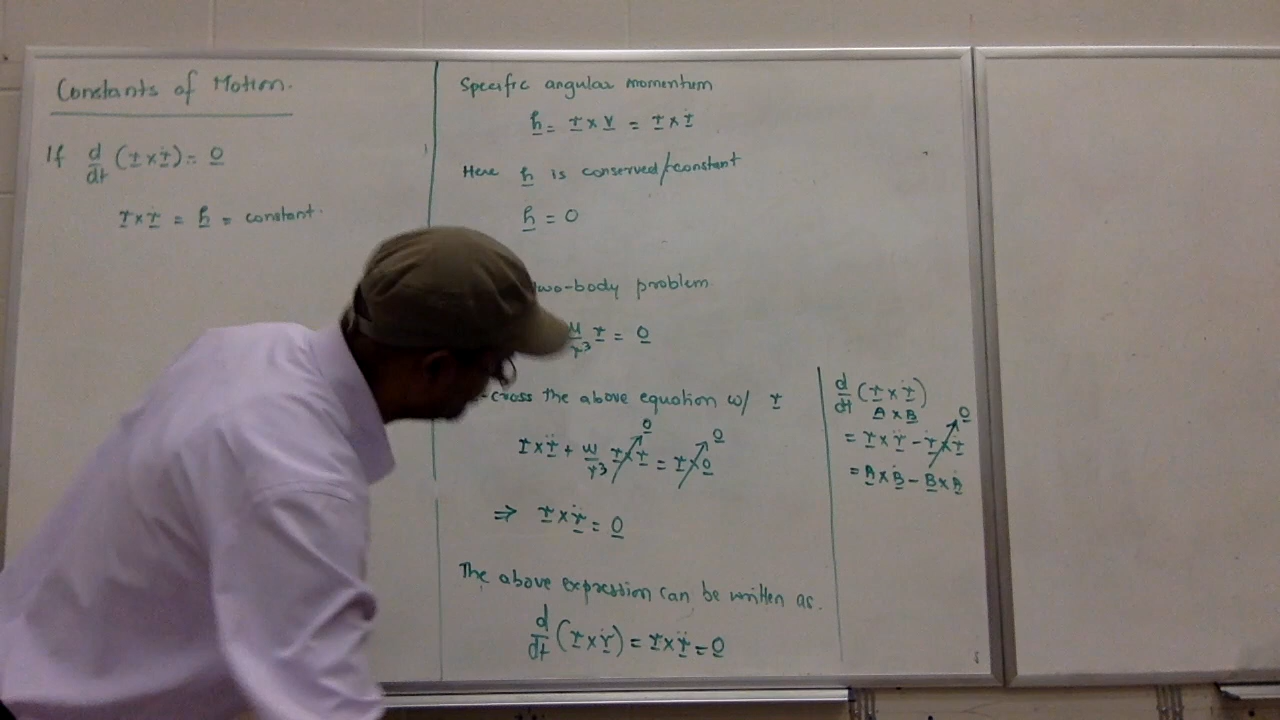 Constants of Motion.
If d/dt (r × ṙ) = 0
r × ṙ = h = constant.
Specific angular momentum
h = r × v = r × ṙ
Here h is conserved/constant
h = 0
two-body problem
μ/r³ r = 0
cross the above equation w/ r
r × r̈ + μ/r³ r × r = r × 0
0
0
⇒ r × r̈ = 0
The above expression can be written as.
d/dt (r × ṙ) = r × r̈ = 0
d/dt (r × ṙ)
A × B
= r × r̈ - ṙ × ṙ
0
= A × Ḃ - B × Ȧ